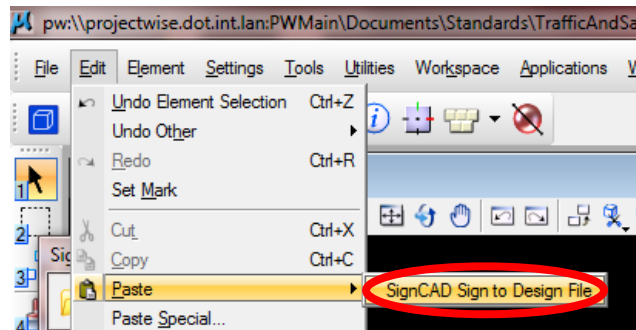 pw:\\projectwise.dot.int.lan:PWMain\Documents\Standards\TrafficAndSa
File Edit Element Settings Tools Utilities Workspace Applications W
Undo Element Selection Ctrl+Z
Undo Other
Redo Ctrl+R
Set Mark
Cut Ctrl+X
Copy Ctrl+C
Paste
SignCAD Sign to Design File
Paste Special...
1
2
Sig
3
4